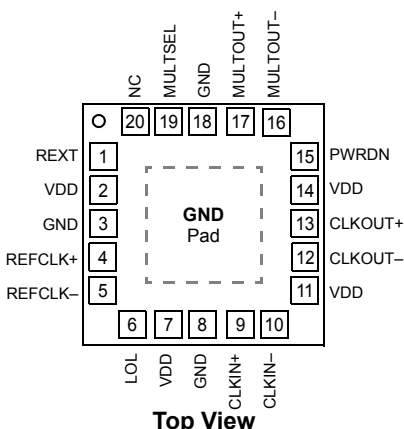 NC
MULTSEL
GND
MULTOUT+
MULTOUT–
20
19
18
17
16
REXT 1
VDD 2
GND 3
REFCLK+ 4
REFCLK– 5
GND
Pad
15 PWRDN
14 VDD
13 CLKOUT+
12 CLKOUT–
11 VDD
6
7
8
9
10
LOL
VDD
GND
CLKIN+
CLKIN–
Top View